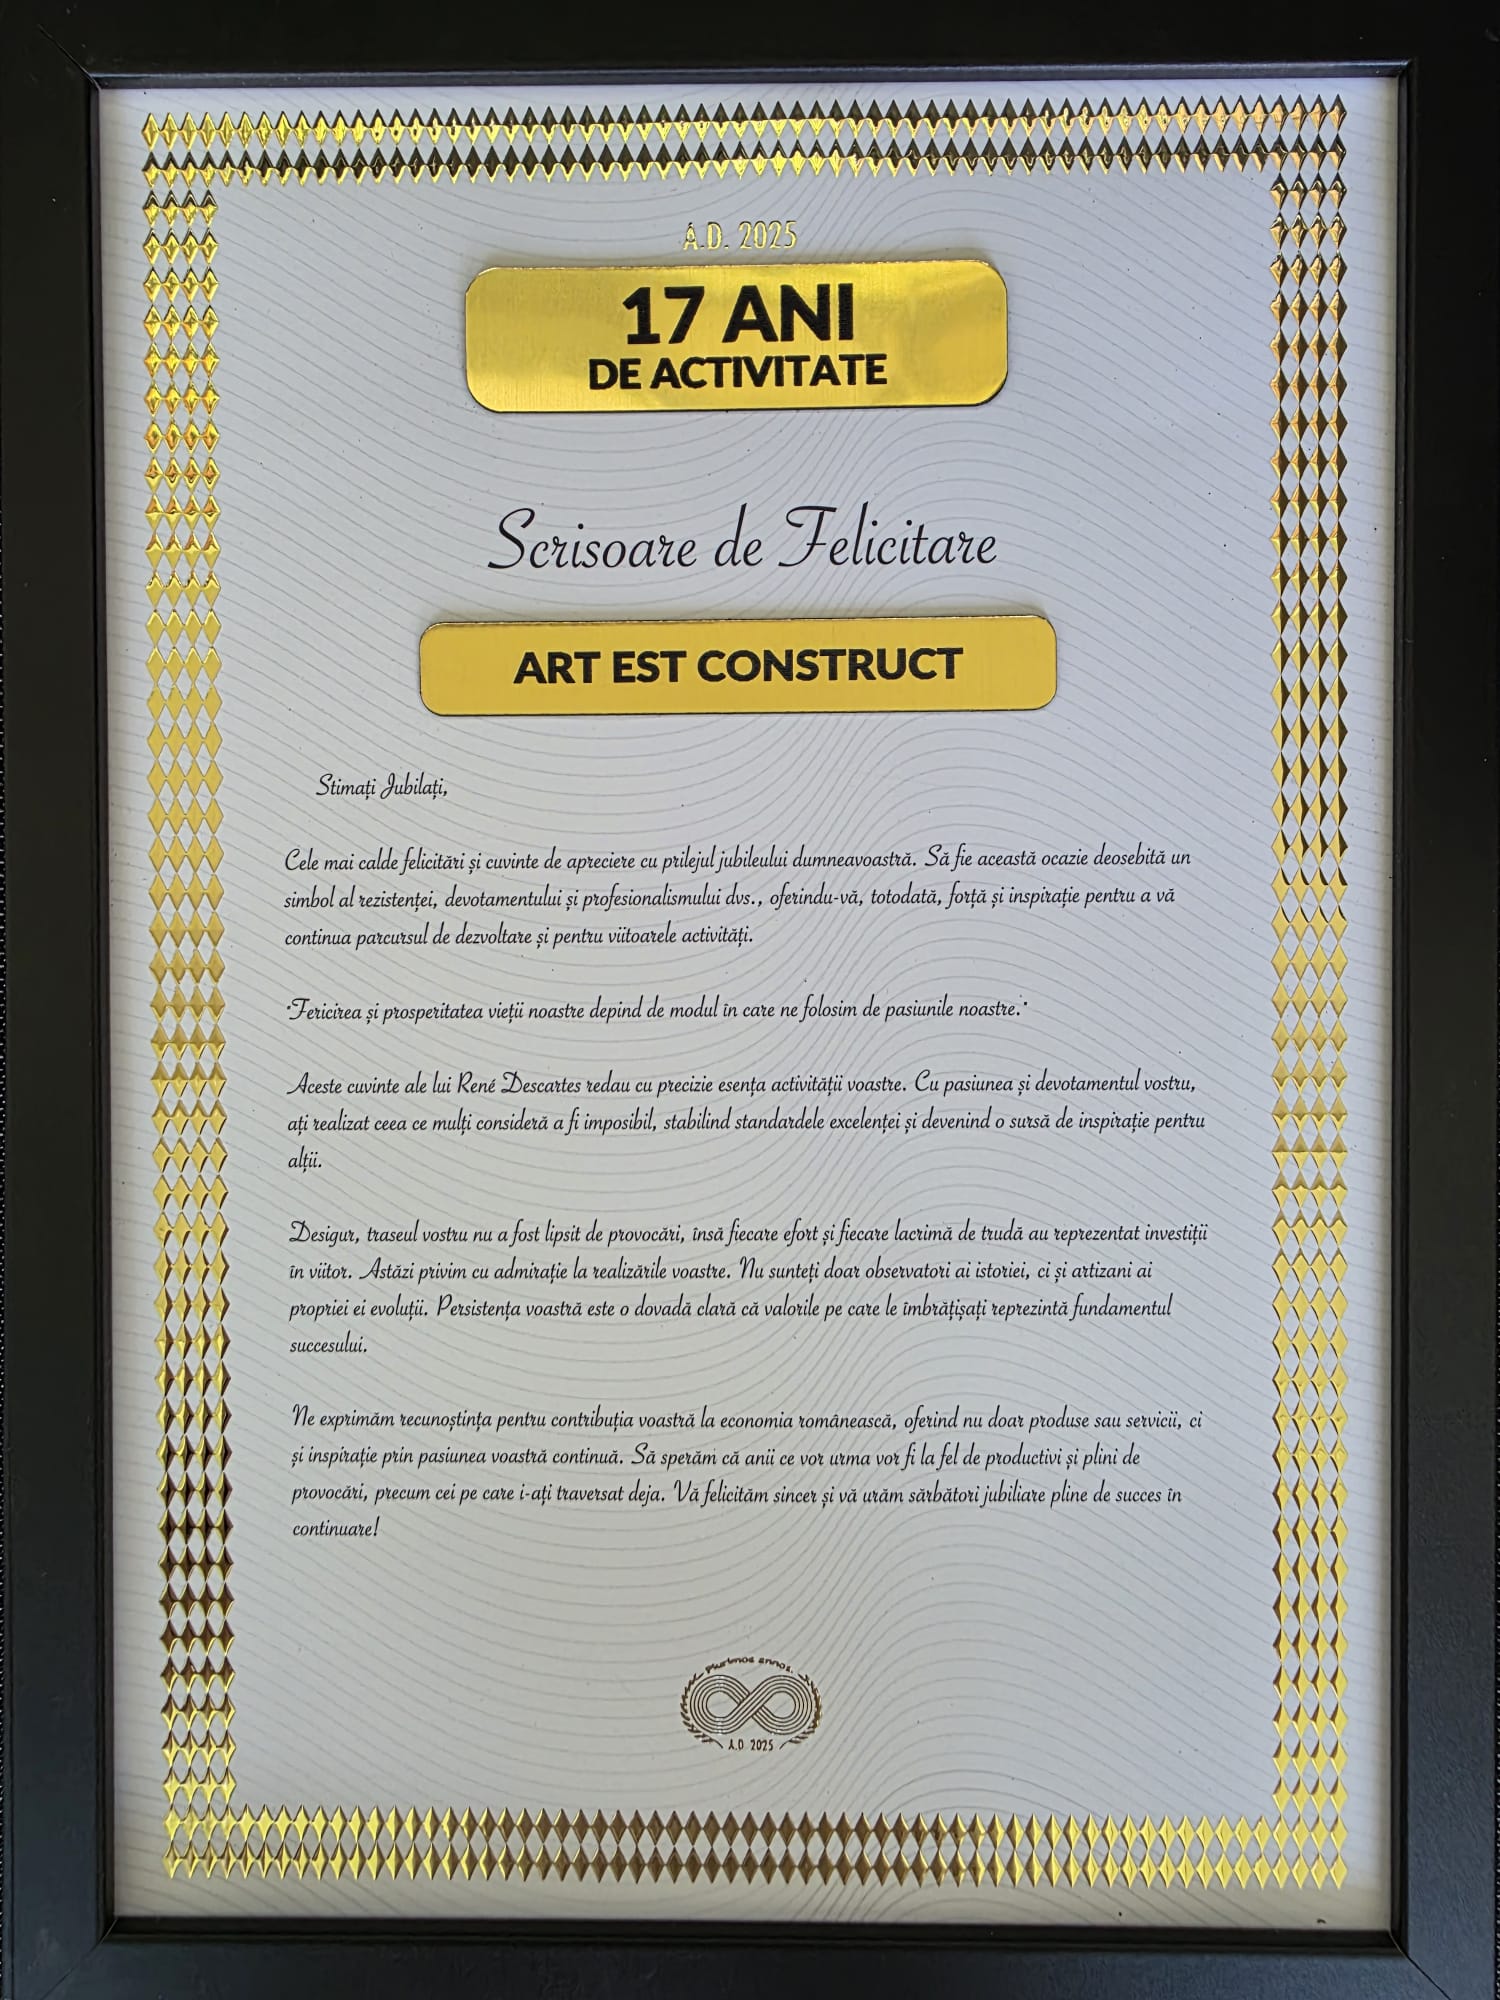 A.D. 2025
17 ANI
DE ACTIVITATE
Scrisoare de Felicitare
ART EST CONSTRUCT
Stimați Jubilați,
Cele mai calde felicitări și cuvinte de apreciere cu prilejul jubileului dumneavoastră. Să fie această ocazie deosebită un
simbol al rezistenței, devotamentului și profesionalismului dvs., oferindu-vă, totodată, forță și inspirație pentru a vă
continua parcursul de dezvoltare și pentru viitoarele activități.
"Fericirea și prosperitatea vieții noastre depind de modul în care ne folosim de pasiunile noastre."
Aceste cuvinte ale lui René Descartes redau cu precizie esența activității voastre. Cu pasiunea și devotamentul vostru,
ați realizat ceea ce mulți consideră a fi imposibil, stabilind standardele excelenței și devenind o sursă de inspirație pentru
alții.
Desigur, traseul vostru nu a fost lipsit de provocări, însă fiecare efort și fiecare lacrimă de trudă au reprezentat investiții
în viitor. Astăzi privim cu admirație la realizările voastre. Nu sunteți doar observatori ai istoriei, ci și artizani ai
propriei ei evoluții. Persistența voastră este o dovadă clară că valorile pe care le îmbrățișați reprezintă fundamentul
succesului.
Ne exprimăm recunoștința pentru contribuția voastră la economia românească, oferind nu doar produse sau servicii, ci
și inspirație prin pasiunea voastră continuă. Să sperăm că anii ce vor urma vor fi la fel de productivi și plini de
provocări, precum cei pe care i-ați traversat deja. Vă felicităm sincer și vă urăm sărbători jubiliare pline de succes în
continuare!
plurimos annos.
A.D 2025